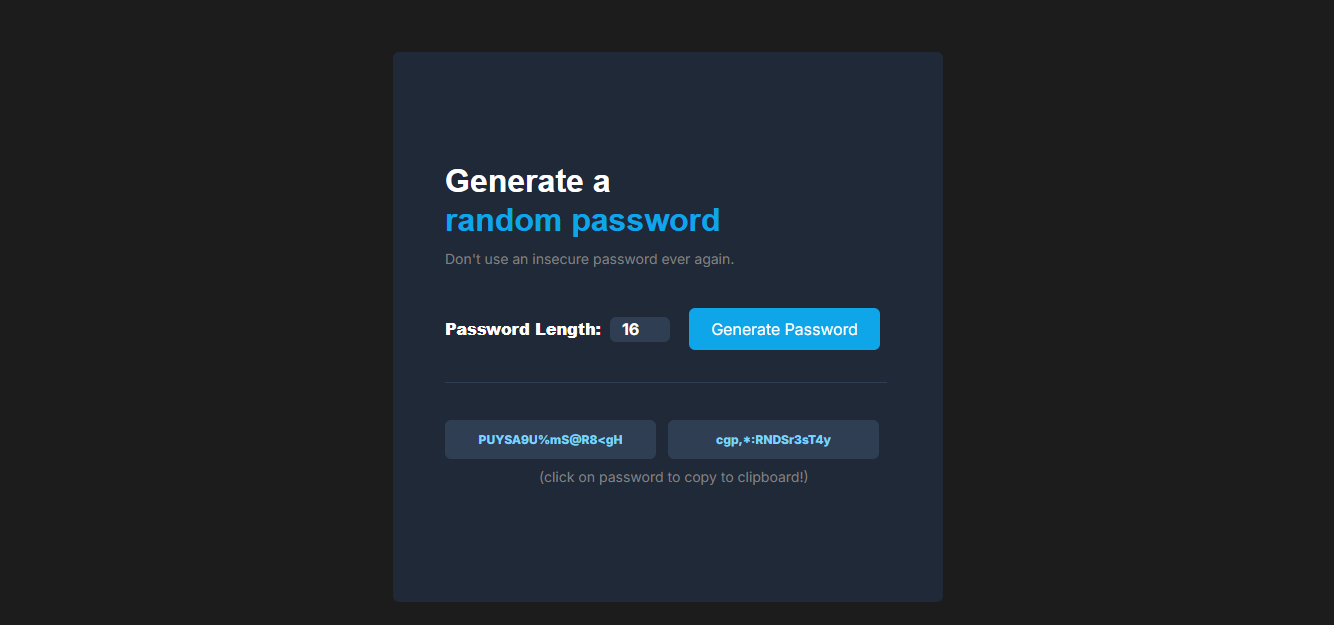 Generate a
random password
Don't use an insecure password ever again.
Password Length: 16 Generate Password
PUYSA9U%mS@R8<gH cgp,*:RNDSr3sT4y
(click on password to copy to clipboard!)